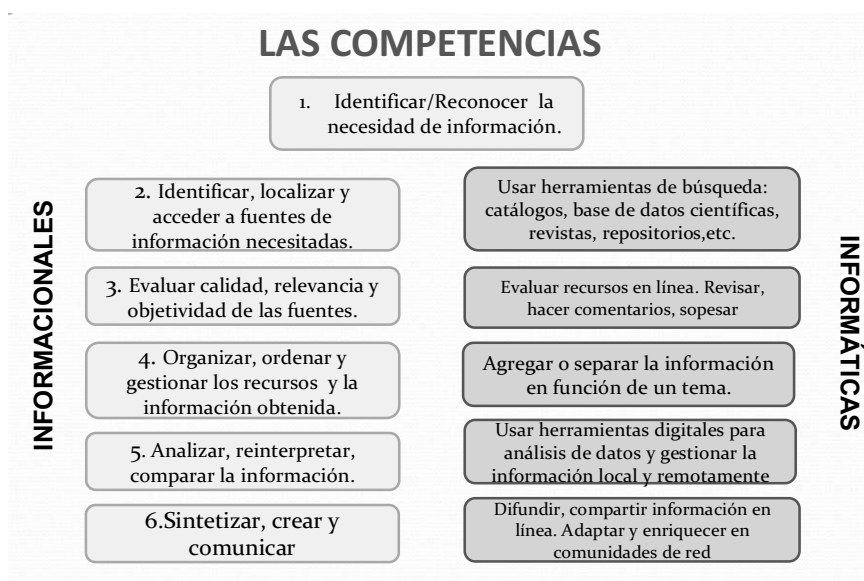 LAS COMPETENCIAS
1. Identificar/Reconocer la
necesidad de información.
INFORMACIONALES
2. Identificar, localizar y
acceder a fuentes de
información necesitadas.
3. Evaluar calidad, relevancia y
objetividad de las fuentes.
4. Organizar, ordenar y
gestionar los recursos y la
información obtenida.
5. Analizar, reinterpretar,
comparar la información.
6.Sintetizar, crear y
comunicar
Usar herramientas de búsqueda:
catálogos, base de datos científicas,
revistas, repositorios,etc.
Evaluar recursos en línea. Revisar,
hacer comentarios, sopesar
Agregar o separar la información
en función de un tema.
Usar herramientas digitales para
análisis de datos y gestionar la
información local y remotamente
Difundir, compartir información en
línea. Adaptar y enriquecer en
comunidades de red
INFORMÁTICAS